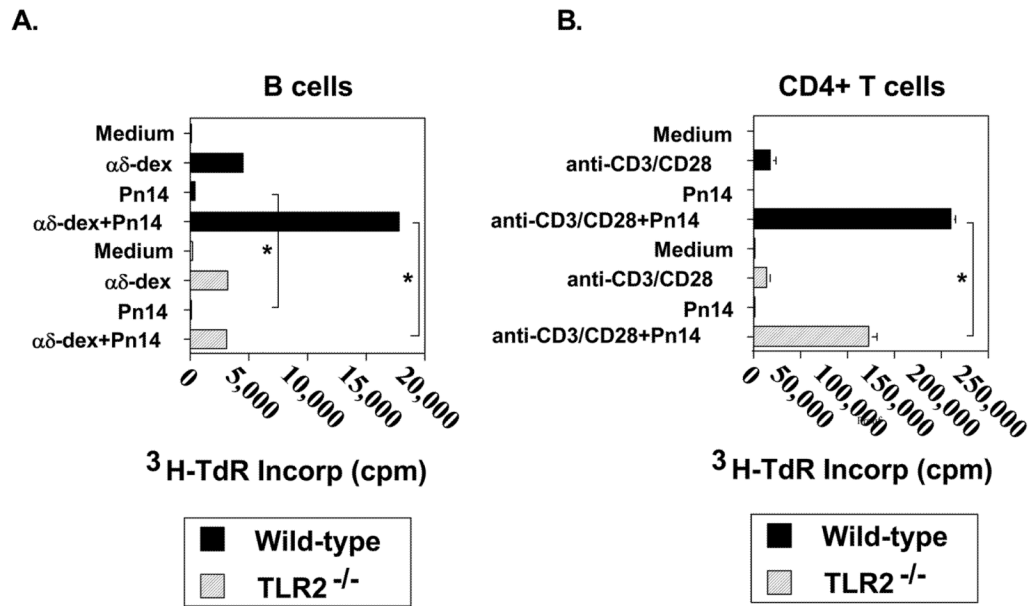 A.
B cells
Medium
αδ-dex
Pn14
αδ-dex+Pn14
Medium
αδ-dex
Pn14
αδ-dex+Pn14
*
*
0
5,000
10,000
15,000
20,000
³H-TdR Incorp (cpm)
Wild-type
TLR2 -/-
B.
CD4+ T cells
Medium
anti-CD3/CD28
Pn14
anti-CD3/CD28+Pn14
Medium
anti-CD3/CD28
Pn14
anti-CD3/CD28+Pn14
*
0
50,000
100,000
150,000
200,000
250,000
³H-TdR Incorp (cpm)
Wild-type
TLR2 -/-